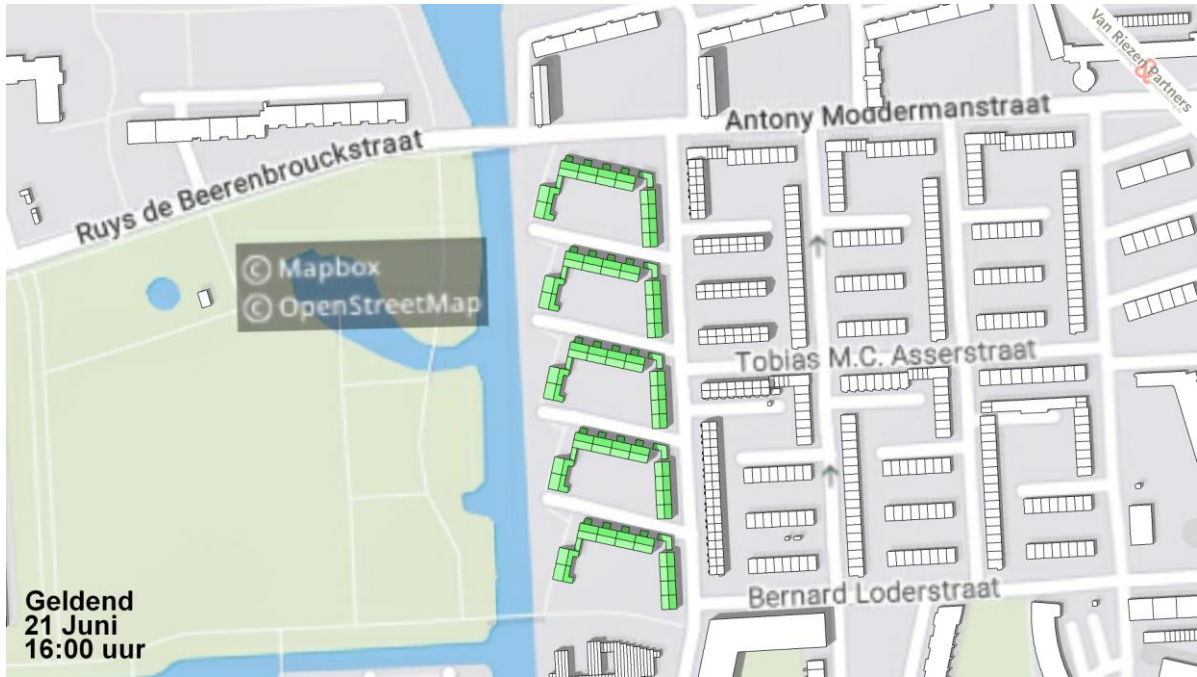 Van Riezen & Partners
Antony Moddermanstraat
Ruys de Beerenbrouckstraat
© Mapbox
© OpenStreetMap
Tobias M.C. Asserstraat
Bernard Loderstraat
Geldend
21 Juni
16:00 uur